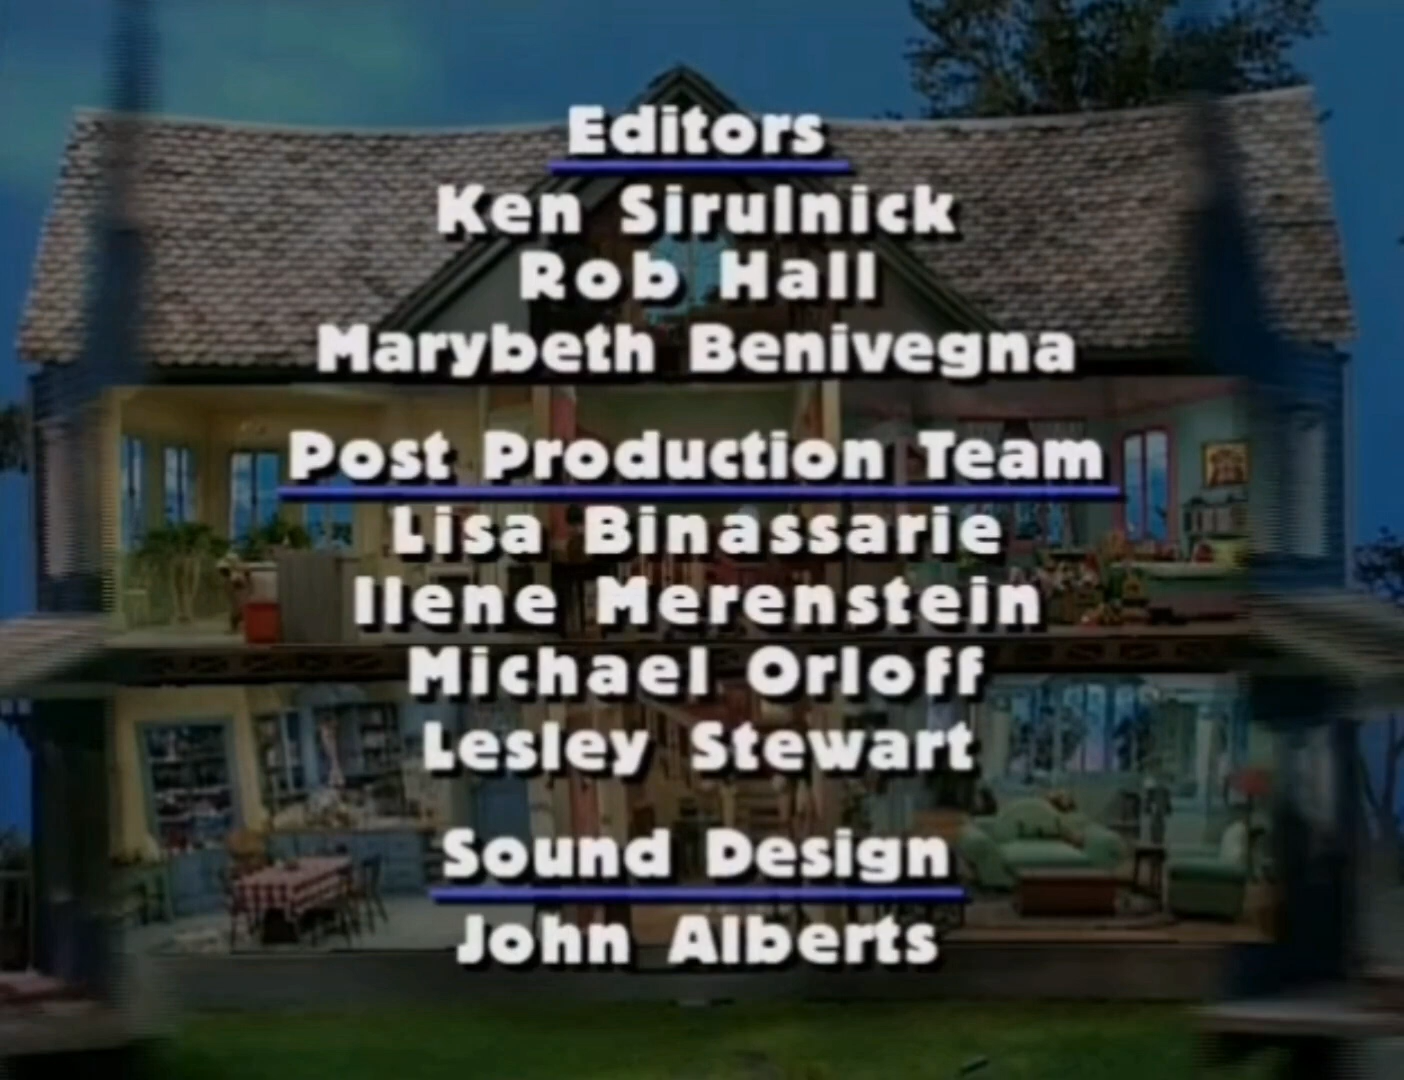 Editors
Ken Sirulnick
Rob Hall
Marybeth Benivegna
Post Production Team
Lisa Binassarie
Ilene Merenstein
Michael Orloff
Lesley Stewart
Sound Design
John Alberts